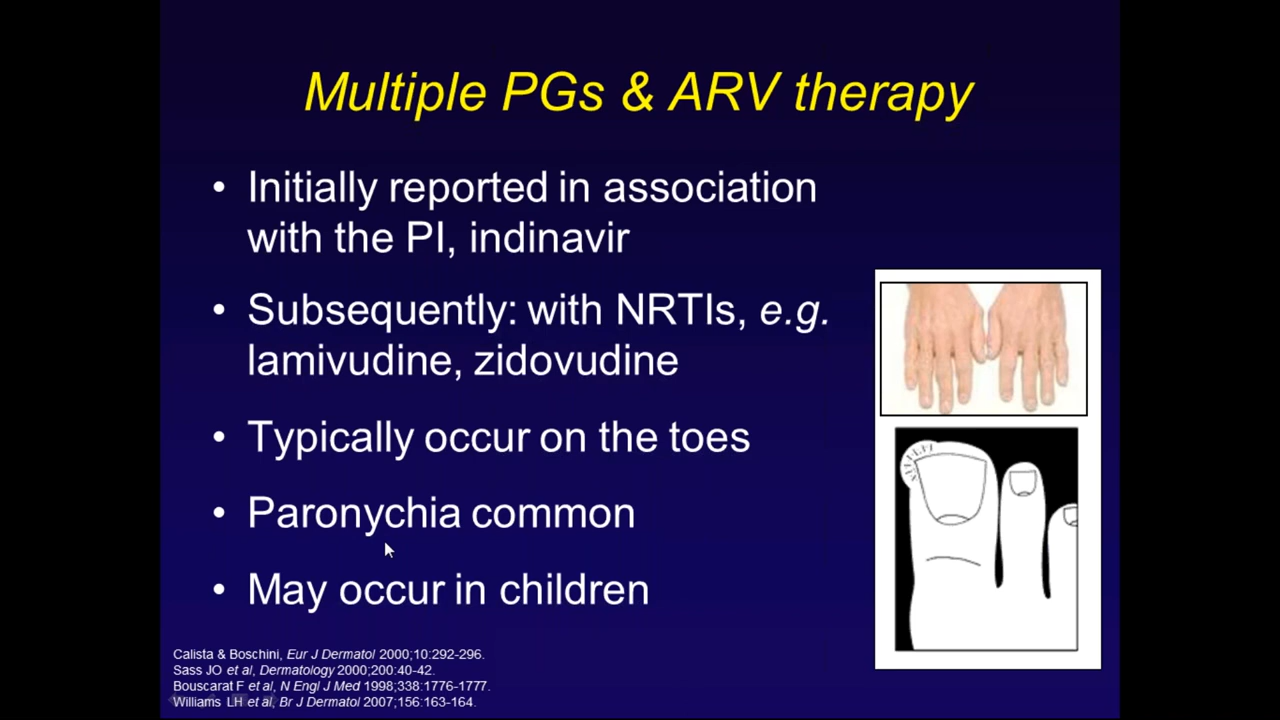 Multiple PGs & ARV therapy
• Initially reported in association
with the PI, indinavir
• Subsequently: with NRTIs, e.g.
lamivudine, zidovudine
• Typically occur on the toes
• Paronychia common
• May occur in children
Calista & Boschini, Eur J Dermatol 2000;10:292-296.
Sass JO et al, Dermatology 2000;200:40-42.
Bouscarat F et al, N Engl J Med 1998;338:1776-1777.
Williams LH et al, Br J Dermatol 2007;156:163-164.